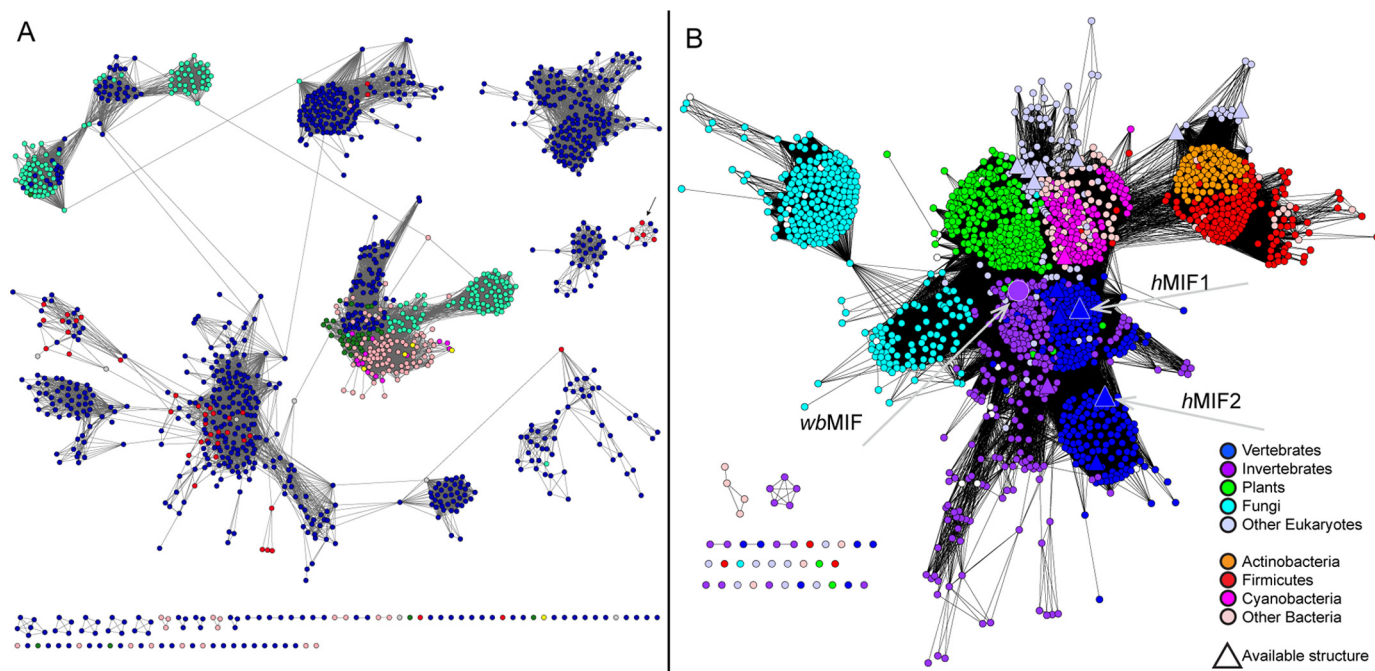 A
B
hMIF1
hMIF2
wbMIF
Vertebrates
Invertebrates
Plants
Fungi
Other Eukaryotes
Actinobacteria
Firmicutes
Cyanobacteria
Other Bacteria
Available structure